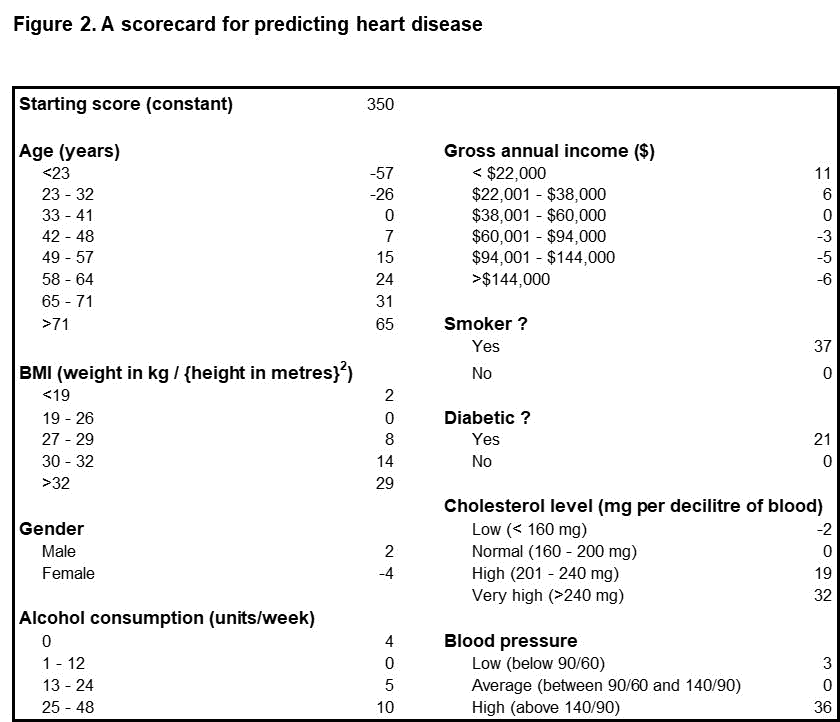 Figure 2. A scorecard for predicting heart disease
Starting score (constant) 350
Age (years)
<23 -57
23 - 32 -26
33 - 41 0
42 - 48 7
49 - 57 15
58 - 64 24
65 - 71 31
>71 65
BMI (weight in kg / {height in metres}²)
<19 2
19 - 26 0
27 - 29 8
30 - 32 14
>32 29
Gender
Male 2
Female -4
Alcohol consumption (units/week)
0 4
1 - 12 0
13 - 24 5
25 - 48 10
Gross annual income ($)
< $22,000 11
$22,001 - $38,000 6
$38,001 - $60,000 0
$60,001 - $94,000 -3
$94,001 - $144,000 -5
>$144,000 -6
Smoker ?
Yes 37
No 0
Diabetic ?
Yes 21
No 0
Cholesterol level (mg per decilitre of blood)
Low (< 160 mg) -2
Normal (160 - 200 mg) 0
High (201 - 240 mg) 19
Very high (>240 mg) 32
Blood pressure
Low (below 90/60) 3
Average (between 90/60 and 140/90) 0
High (above 140/90) 36